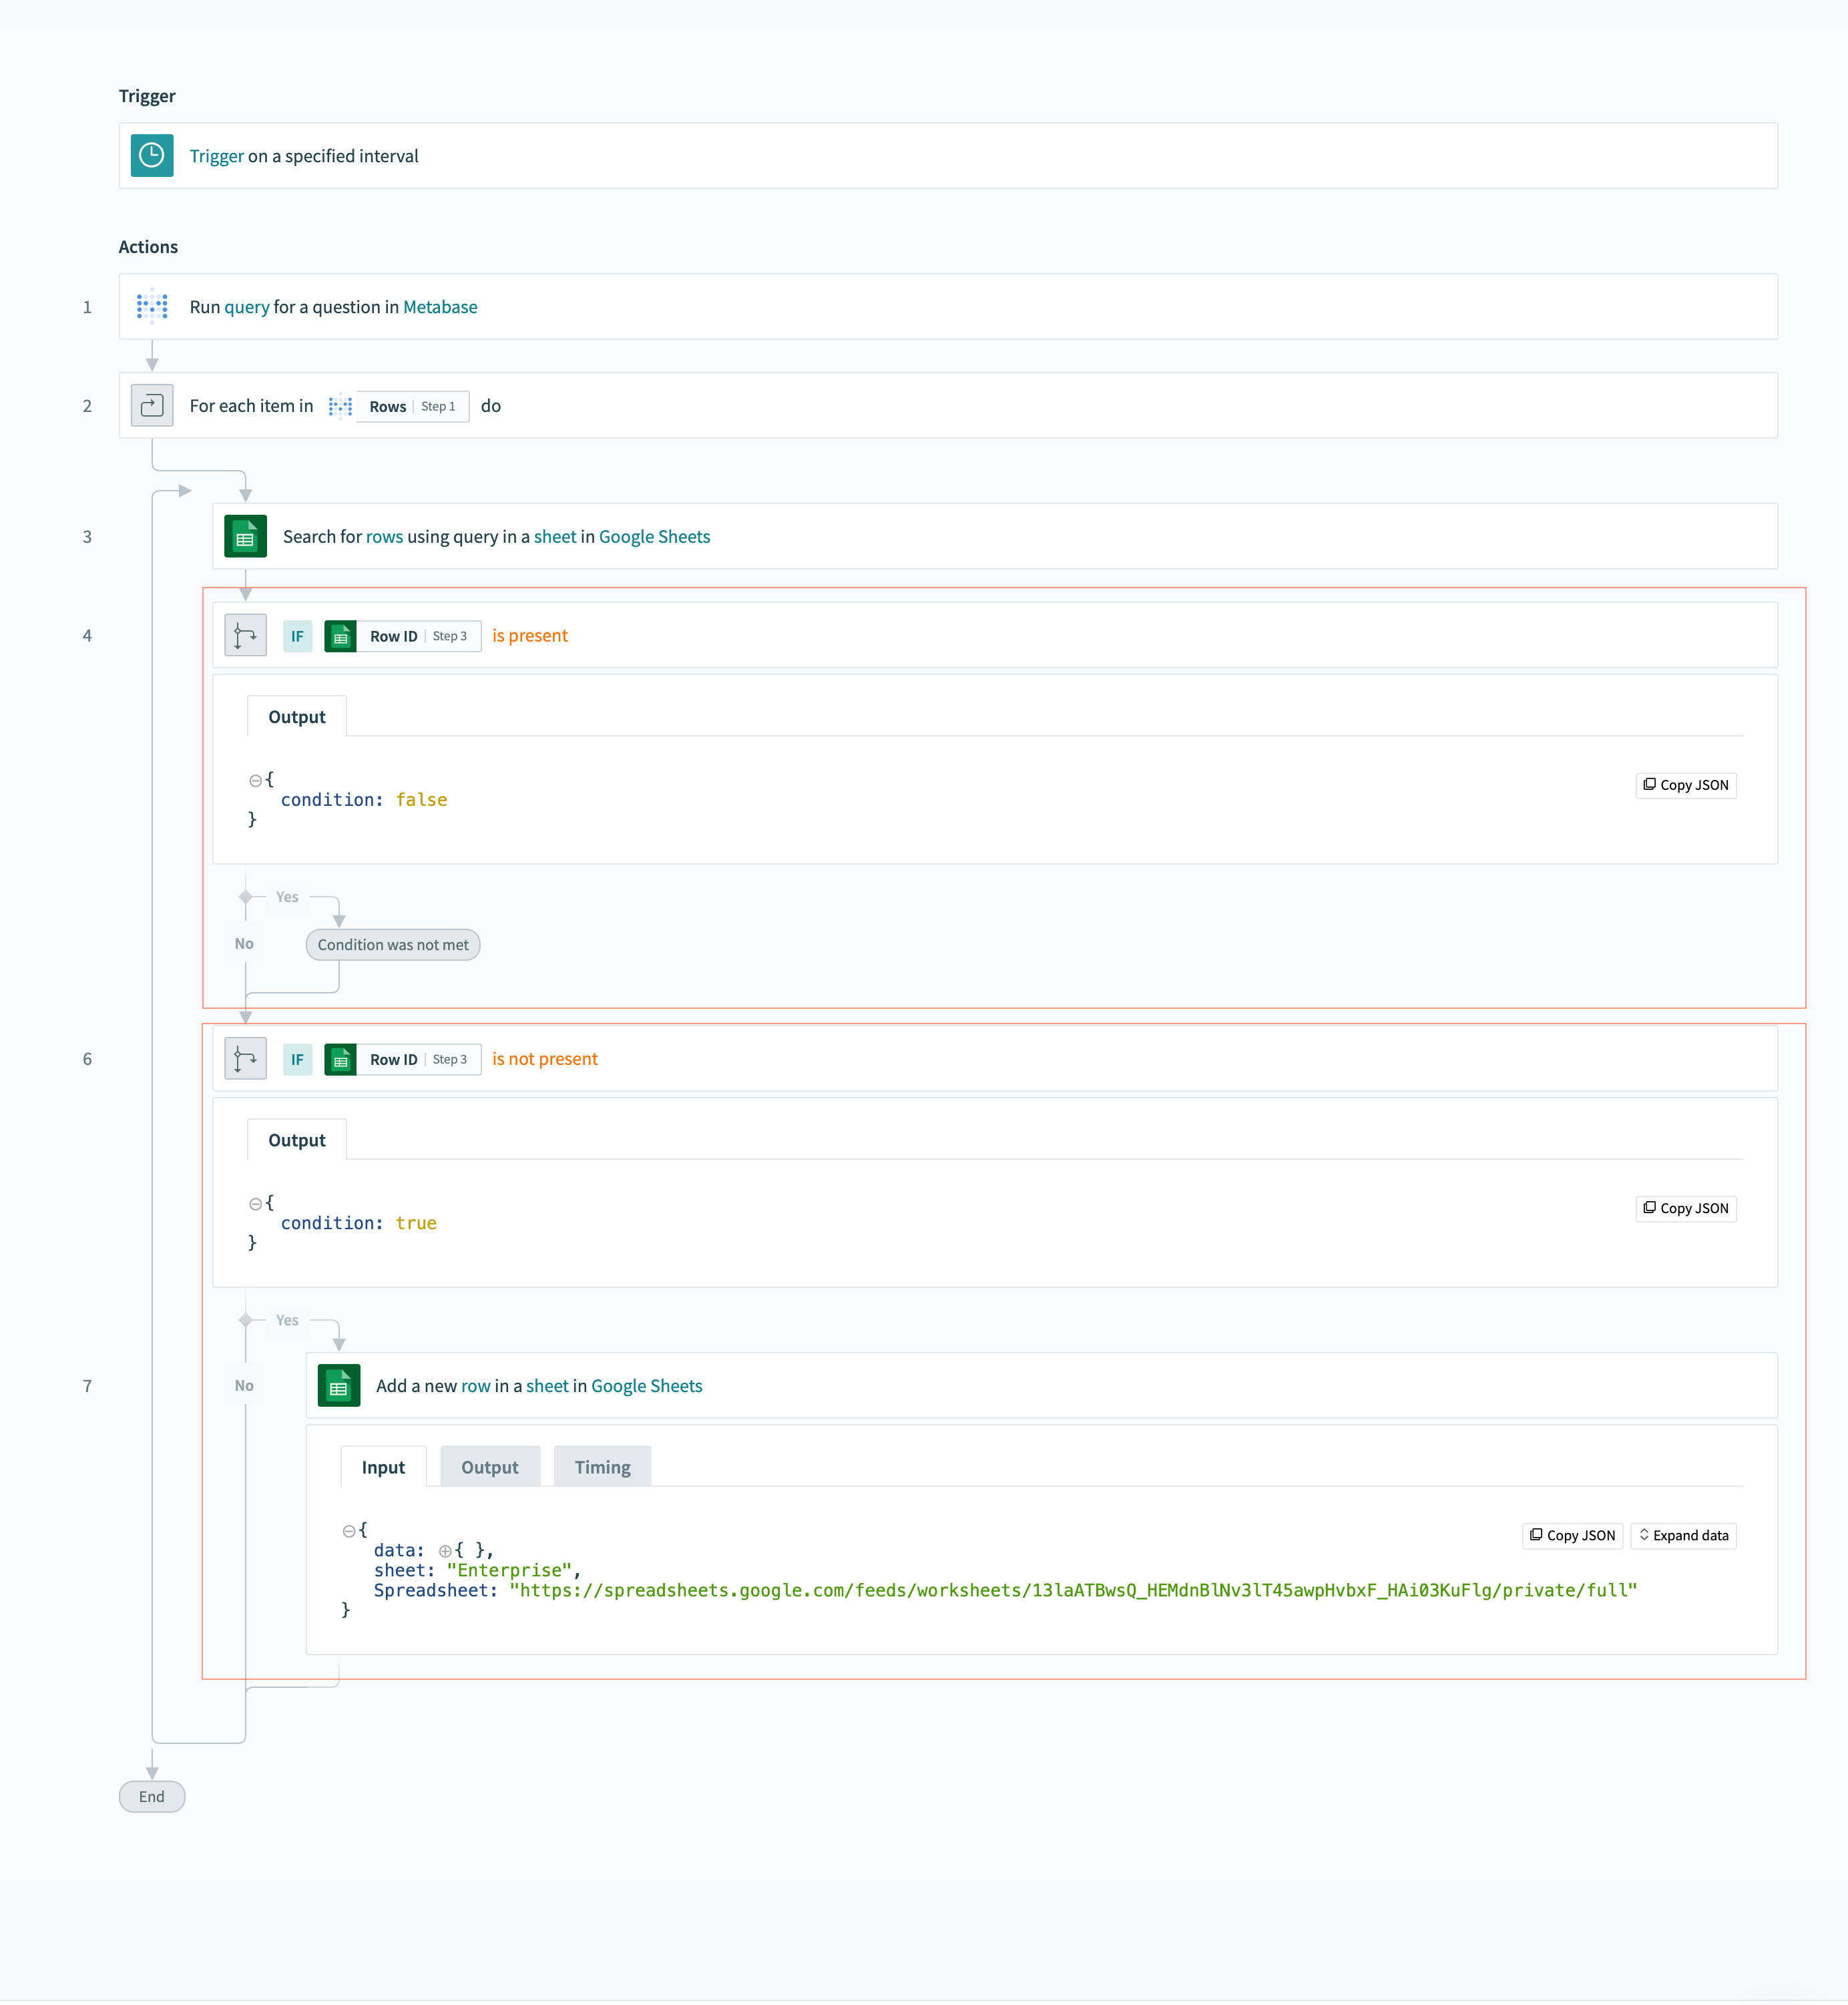 Trigger
Trigger on a specified interval
Actions
1 Run query for a question in Metabase
2 For each item in Rows Step 1 do
3 Search for rows using query in a sheet in Google Sheets
4 IF Row ID Step 3 is present
Output
{
Copy JSON
condition: false
}
Yes
No Condition was not met
6 IF Row ID Step 3 is not present
Output
{
Copy JSON
condition: true
}
Yes
7 No Add a new row in a sheet in Google Sheets
Input Output Timing
{
Copy JSON Expand data
data: { },
sheet: "Enterprise",
Spreadsheet: "https://spreadsheets.google.com/feeds/worksheets/13laATBwsQ_HEMdnBlNv3lT45awpHvbxF_HAi03KuFlg/private/full"
}
End